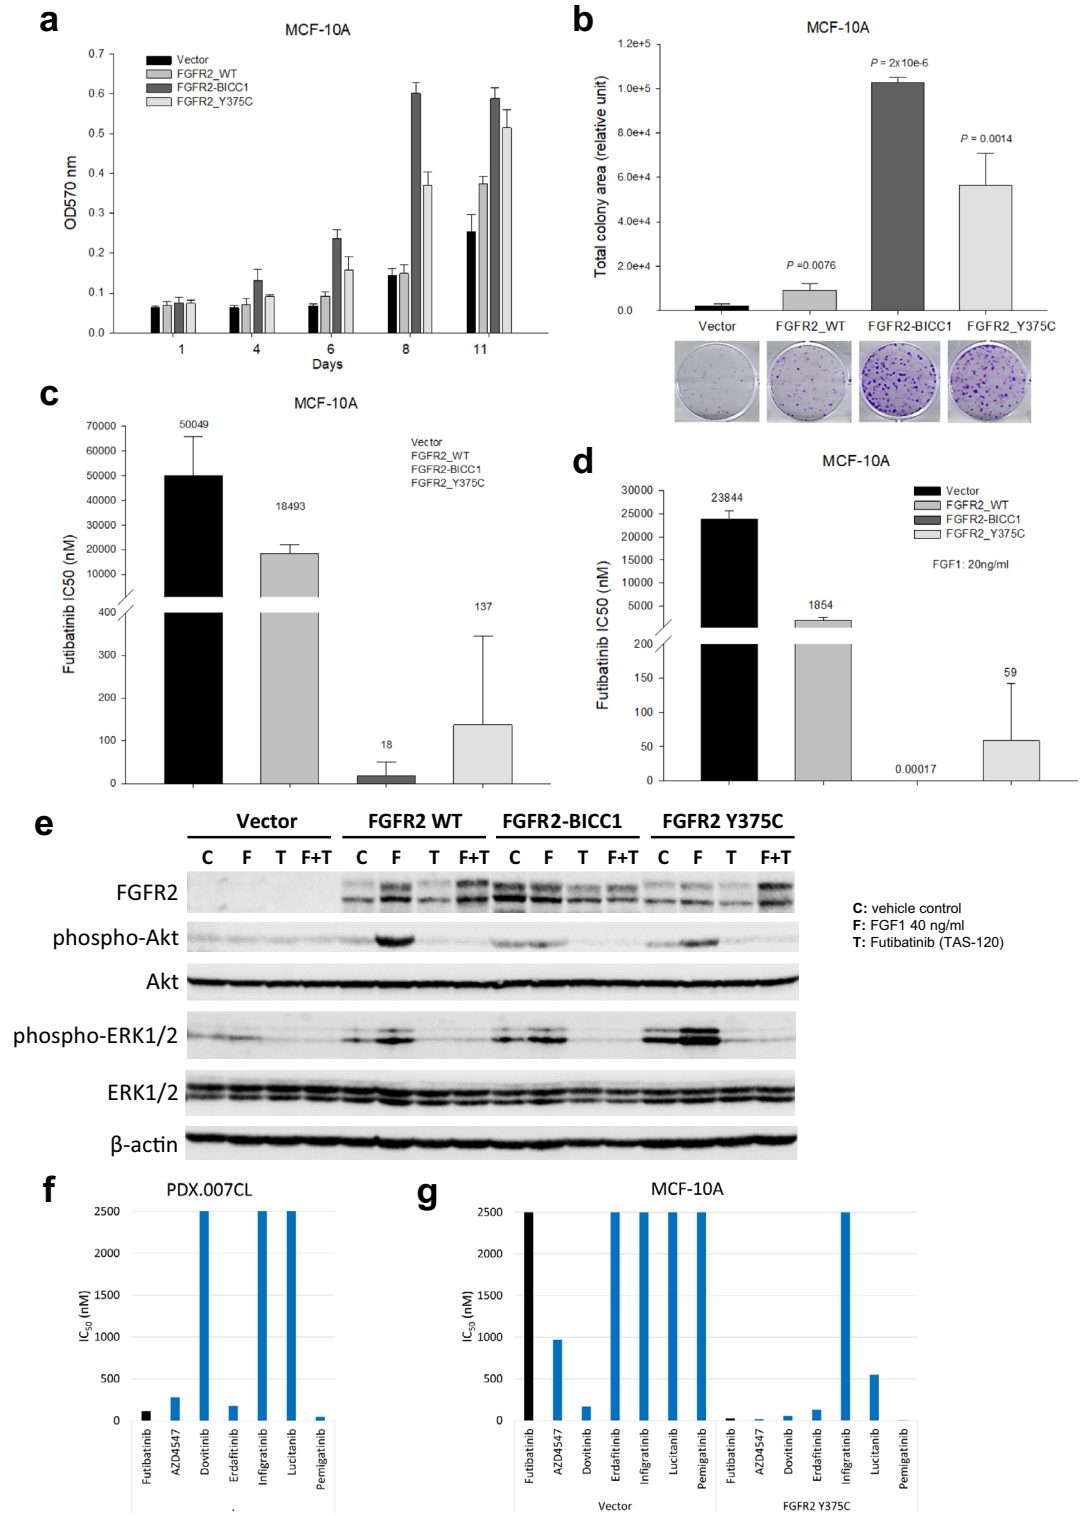 a
MCF-10A
0.7
0.6
0.5
0.4
0.3
0.2
0.1
0.0
OD570 nm
Vector
FGFR2_WT
FGFR2-BICC1
FGFR2_Y375C
1 4 6 8 11
Days
b
MCF-10A
1.2e+5
1.0e+5
8.0e+4
6.0e+4
4.0e+4
2.0e+4
0.0
Total colony area (relative unit)
P =0.0076
P = 2x10e-6
P = 0.0014
Vector FGFR2_WT FGFR2-BICC1 FGFR2_Y375C
c
MCF-10A
70000
60000
50000
40000
30000
20000
10000
400
300
200
100
0
Futibatinib IC50 (nM)
50049
18493
18
137
Vector
FGFR2_WT
FGFR2-BICC1
FGFR2_Y375C
d
MCF-10A
30000
25000
20000
15000
10000
5000
200
150
100
50
0
Futibatinib IC50 (nM)
23844
1854
0.00017
59
Vector
FGFR2_WT
FGFR2-BICC1
FGFR2_Y375C
FGF1: 20ng/ml
e
Vector FGFR2 WT FGFR2-BICC1 FGFR2 Y375C
C F T F+T C F T F+T C F T F+T C F T F+T
FGFR2
phospho-Akt
Akt
phospho-ERK1/2
ERK1/2
β-actin
C: vehicle control
F: FGF1 40 ng/ml
T: Futibatinib (TAS-120)
f
PDX.007CL
2500
2000
1500
1000
500
0
IC50 (nM)
Futibatinib
AZD4547
Dovitinib
Erdafitinib
Infigratinib
Lucitanib
Pemigatinib
.
g
MCF-10A
2500
2000
1500
1000
500
0
IC50 (nM)
Futibatinib
AZD4547
Dovitinib
Erdafitinib
Infigratinib
Lucitanib
Pemigatinib
Futibatinib
AZD4547
Dovitinib
Erdafitinib
Infigratinib
Lucitanib
Pemigatinib
Vector FGFR2 Y375C